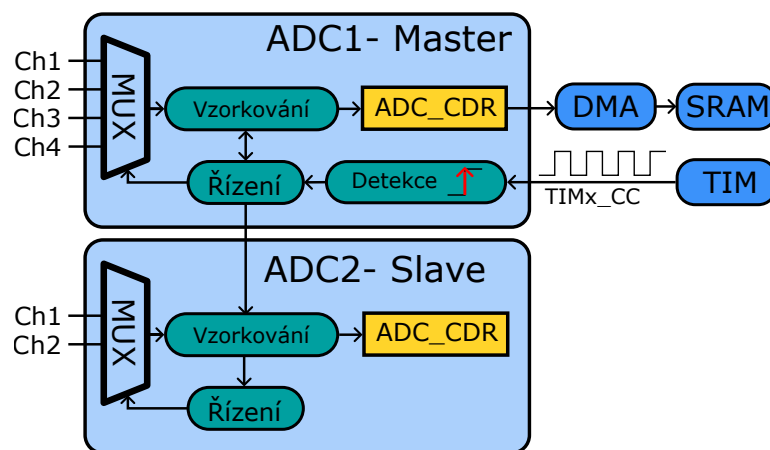 ADC1- Master
Ch1
Ch2
Ch3
Ch4
MUX
Vzorkování
ADC_CDR
DMA
SRAM
Řízení
Detekce
TIMx_CC
TIM
ADC2- Slave
Ch1
Ch2
MUX
Vzorkování
ADC_CDR
Řízení